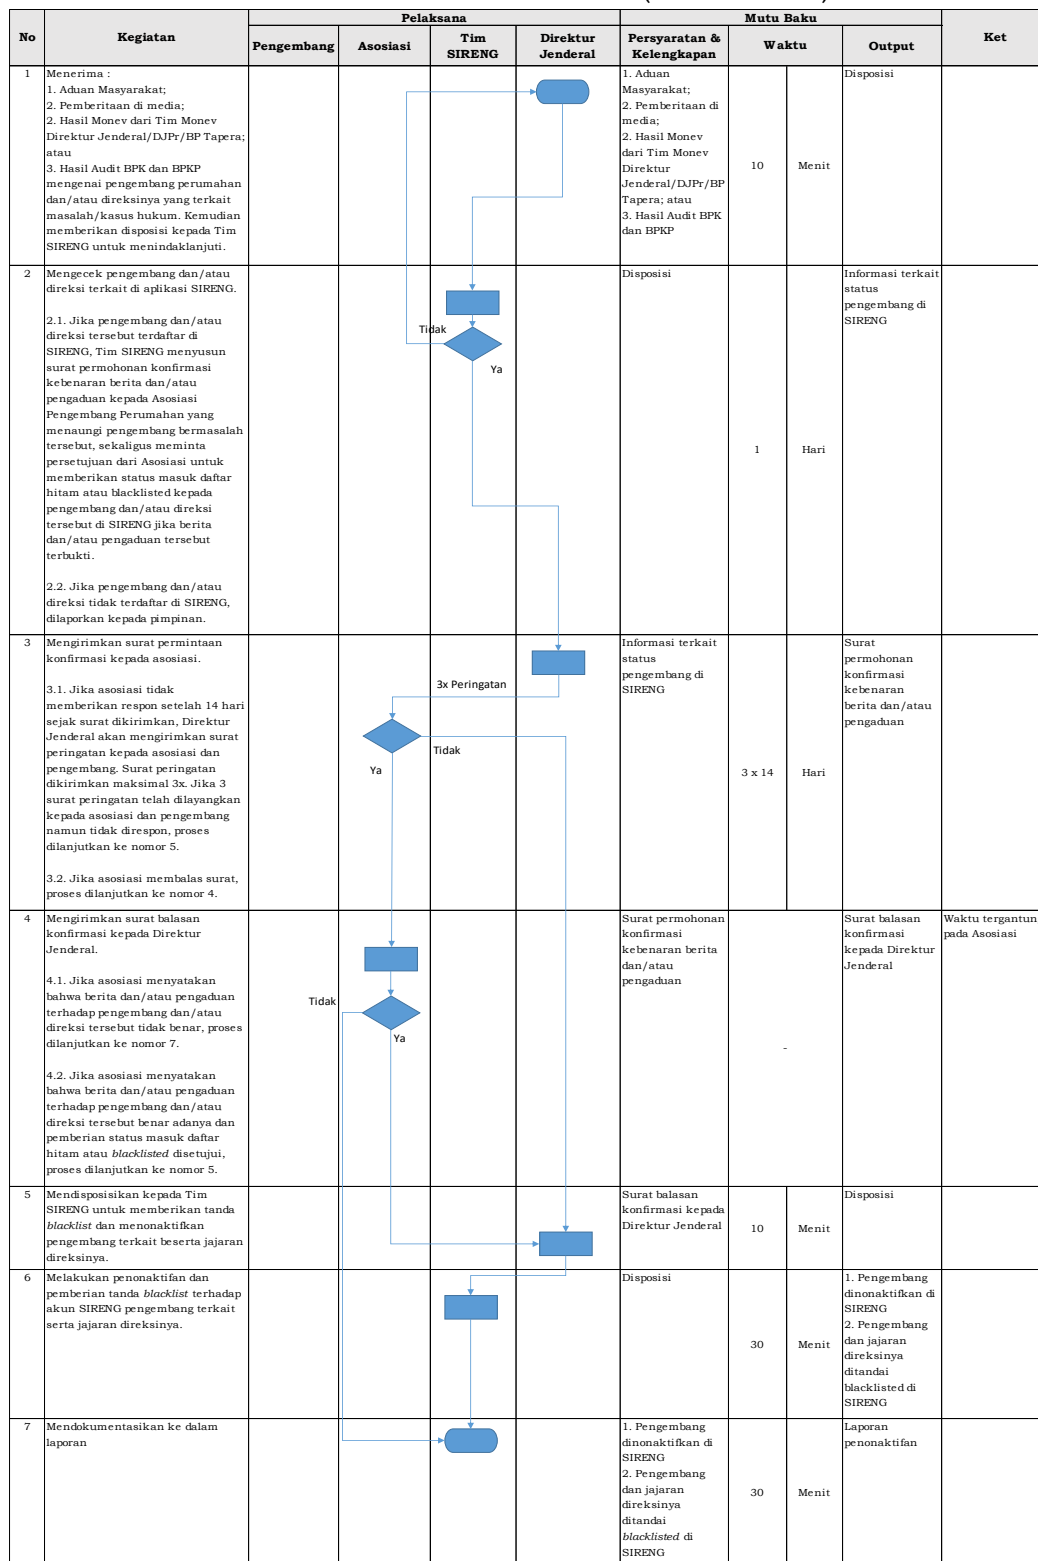 Pelaksana
Mutu Baku
No
Kegiatan
Pengembang
Asosiasi
Tim
SIRENG
Direktur
Jenderal
Persyaratan &
Kelengkapan
Waktu
Output
Ket
1
Menerima :
1. Aduan Masyarakat;
2. Pemberitaan di media;
2. Hasil Monev dari Tim Monev
Direktur Jenderal/DJPr/BP Tapera;
atau
3. Hasil Audit BPK dan BPKP
mengenai pengembang perumahan
dan/atau direksinya yang terkait
masalah/kasus hukum. Kemudian
memberikan disposisi kepada Tim
SIRENG untuk menindaklanjuti.
1. Aduan
Masyarakat;
2. Pemberitaan di
media;
2. Hasil Monev
dari Tim Monev
Direktur
Jenderal/DJPr/BP
Tapera; atau
3. Hasil Audit BPK
dan BPKP
10
Menit
Disposisi
2
Mengecek pengembang dan/atau
direksi terkait di aplikasi SIRENG.
2.1. Jika pengembang dan/atau
direksi tersebut terdaftar di
SIRENG, Tim SIRENG menyusun
surat permohonan konfirmasi
kebenaran berita dan/atau
pengaduan kepada Asosiasi
Pengembang Perumahan yang
menaungi pengembang bermasalah
tersebut, sekaligus meminta
persetujuan dari Asosiasi untuk
memberikan status masuk daftar
hitam atau blacklisted kepada
pengembang dan/atau direksi
tersebut di SIRENG jika berita
dan/atau pengaduan tersebut
terbukti.
2.2. Jika pengembang dan/atau
direksi tidak terdaftar di SIRENG,
dilaporkan kepada pimpinan.
Tidak
Ya
Disposisi
1
Hari
Informasi terkait
status
pengembang di
SIRENG
3
Mengirimkan surat permintaan
konfirmasi kepada asosiasi.
3.1. Jika asosiasi tidak
memberikan respon setelah 14 hari
sejak surat dikirimkan, Direktur
Jenderal akan mengirimkan surat
peringatan kepada asosiasi dan
pengembang. Surat peringatan
dikirimkan maksimal 3x. Jika 3
surat peringatan telah dilayangkan
kepada asosiasi dan pengembang
namun tidak direspon, proses
dilanjutkan ke nomor 5.
3.2. Jika asosiasi membalas surat,
proses dilanjutkan ke nomor 4.
3x Peringatan
Tidak
Ya
Informasi terkait
status
pengembang di
SIRENG
3 x 14
Hari
Surat
permohonan
konfirmasi
kebenaran
berita dan/atau
pengaduan
4
Mengirimkan surat balasan
konfirmasi kepada Direktur
Jenderal.
4.1. Jika asosiasi menyatakan
bahwa berita dan/atau pengaduan
terhadap pengembang dan/atau
direksi tersebut tidak benar, proses
dilanjutkan ke nomor 7.
4.2. Jika asosiasi menyatakan
bahwa berita dan/atau pengaduan
terhadap pengembang dan/atau
direksi tersebut benar adanya dan
pemberian status masuk daftar
hitam atau blacklisted disetujui,
proses dilanjutkan ke nomor 5.
Tidak
Ya
Surat permohonan
konfirmasi
kebenaran berita
dan/atau
pengaduan
-
Surat balasan
konfirmasi
kepada Direktur
Jenderal
Waktu tergantun
pada Asosiasi
5
Mendisposisikan kepada Tim
SIRENG untuk memberikan tanda
blacklist dan menonaktifkan
pengembang terkait beserta jajaran
direksinya.
Surat balasan
konfirmasi kepada
Direktur Jenderal
10
Menit
Disposisi
6
Melakukan penonaktifan dan
pemberian tanda blacklist terhadap
akun SIRENG pengembang terkait
serta jajaran direksinya.
Disposisi
30
Menit
1. Pengembang
dinonaktifkan di
SIRENG
2. Pengembang
dan jajaran
direksinya
ditandai
blacklisted di
SIRENG
7
Mendokumentasikan ke dalam
laporan
1. Pengembang
dinonaktifkan di
SIRENG
2. Pengembang
dan jajaran
direksinya
ditandai
blacklisted di
SIRENG
30
Menit
Laporan
penonaktifan